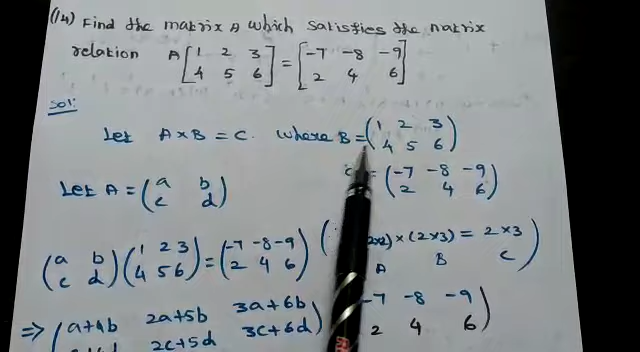 (14) Find the matrix A which satisfies the matrix
relation A [1 2 3 4 5 6] = [-7 -8 -9 2 4 6]
Sol:
Let A×B = C. where B = (1 2 3 4 5 6)
Let A = (a b c d) C = (-7 -8 -9 2 4 6)
(a b c d) (1 2 3 4 5 6) = (-7 -8 -9 2 4 6) (2×2) × (2×3) = 2×3
A B C
⇒ (a+4b 2a+5b 3a+6b -7 -8 -9
2c+5d 3c+6d) 2 4 6)